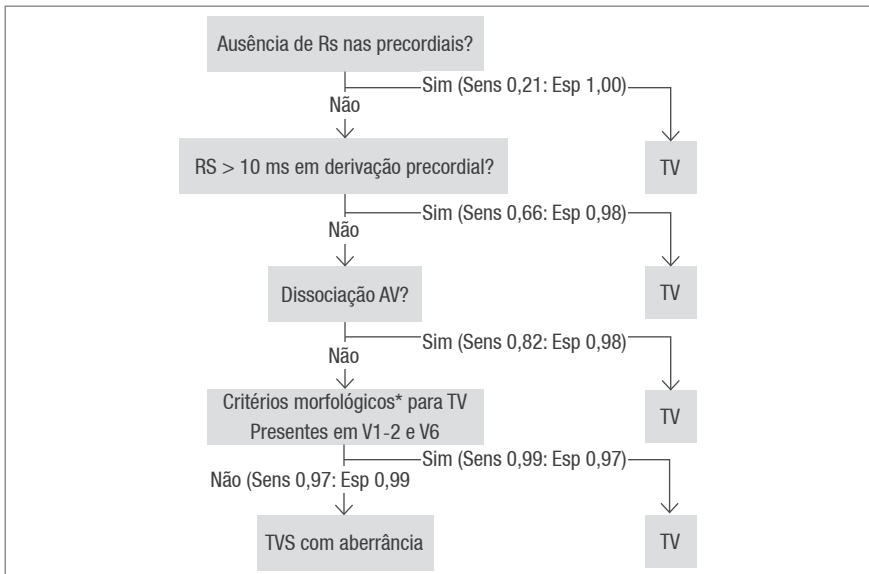 Ausência de Rs nas precordiais?
Sim (Sens 0,21: Esp 1,00)
Não
RS > 10 ms em derivação precordial?
TV
Sim (Sens 0,66: Esp 0,98)
Não
Dissociação AV?
TV
Sim (Sens 0,82: Esp 0,98)
Não
Critérios morfológicos* para TV
Presentes em V1-2 e V6
TV
Sim (Sens 0,99: Esp 0,97)
Não (Sens 0,97: Esp 0,99
TVS com aberrância
TV